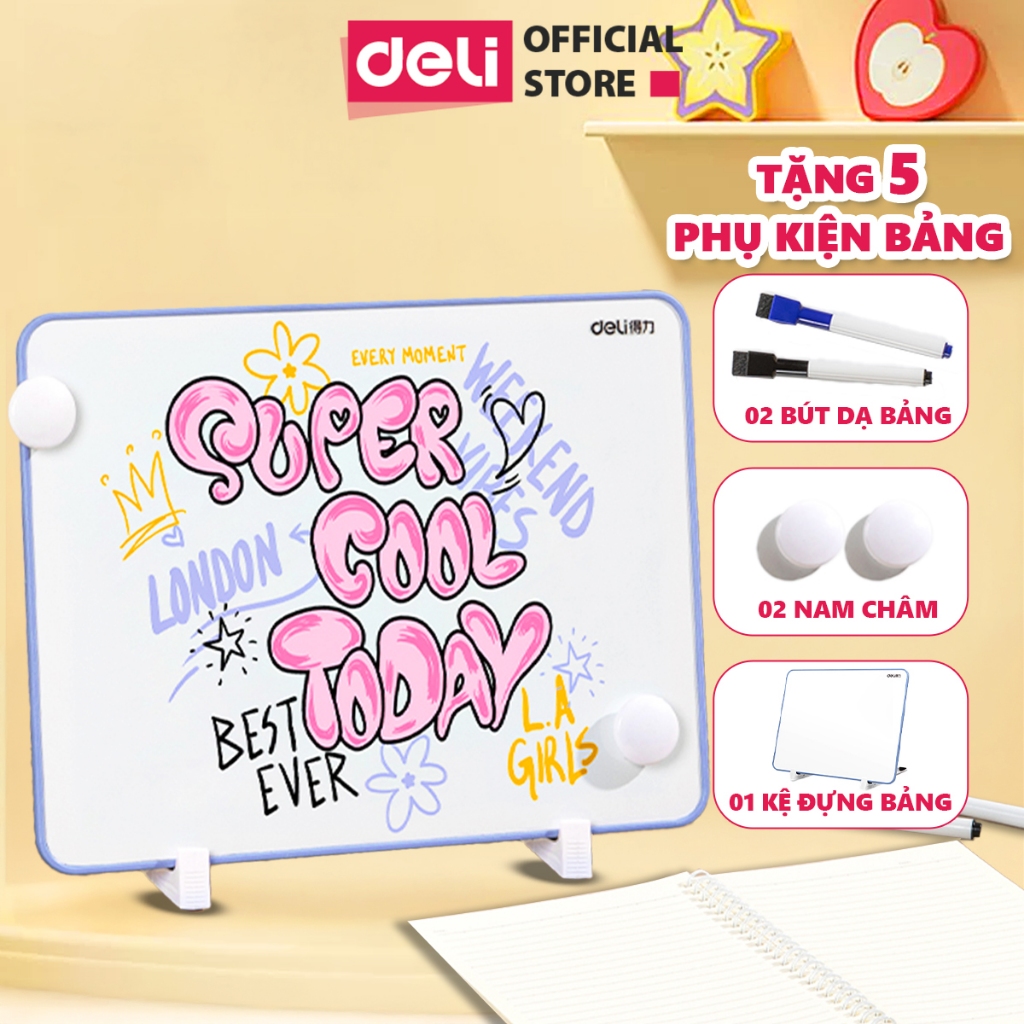 deli OFFICIAL
STORE
TẶNG 5
PHỤ KIỆN BẢNG
deli得力
EVERY MOMENT
WEEKEND
VIBES
SUPER
COOL
LONDON
TODAY
BEST
EVER
L.A
GIRLS
02 BÚT DẠ BẢNG
02 NAM CHÂM
deli
01 KỆ ĐỰNG BẢNG